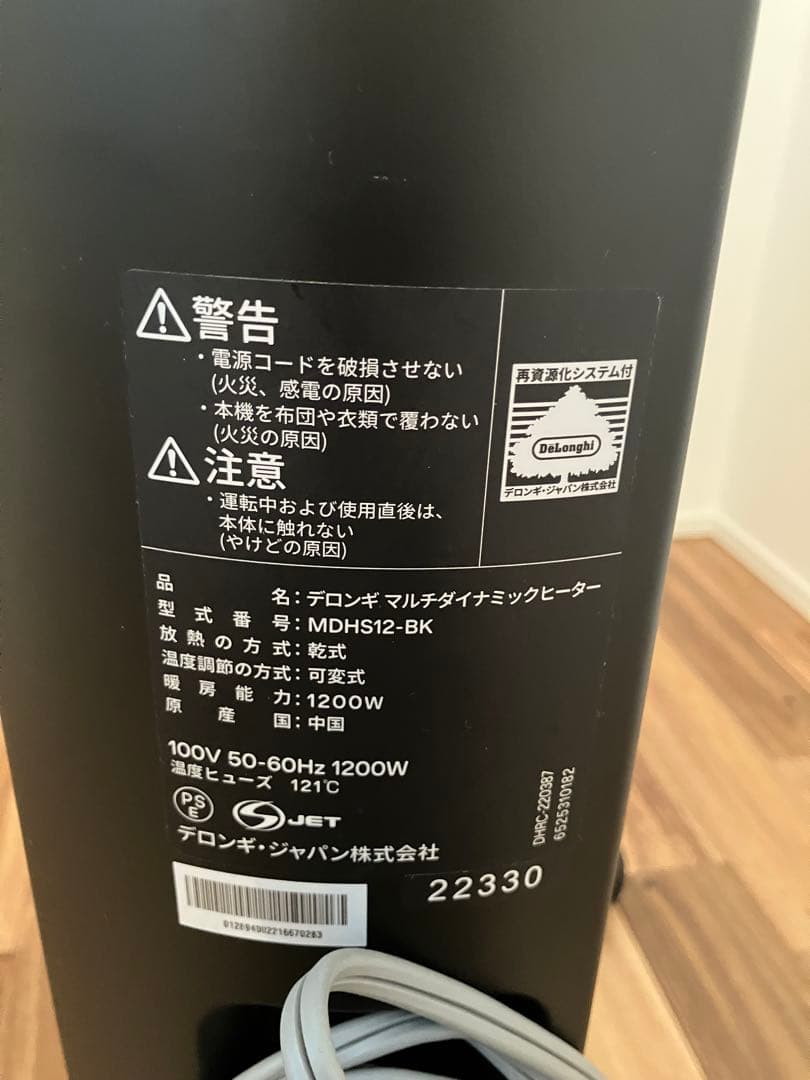 警告
・電源コードを破損させない
(火災、感電の原因)
・本機を布団や衣類で覆わない
(火災の原因)
注意
・運転中および使用直後は、
本体に触れない
(やけどの原因)
再資源化システム付
DeLonghi
デロンギ・ジャパン株式会社
品名:デロンギ マルチダイナミックヒーター
型式番号:MDHS12-BK
放熱の方式:乾式
温度調節の方式:可変式
暖房能力:1200W
原産国:中国
100V 50-60Hz 1200W
温度ヒューズ 121℃
PSE
JET
デロンギ・ジャパン株式会社
DHRC-220387
6525310182
22330